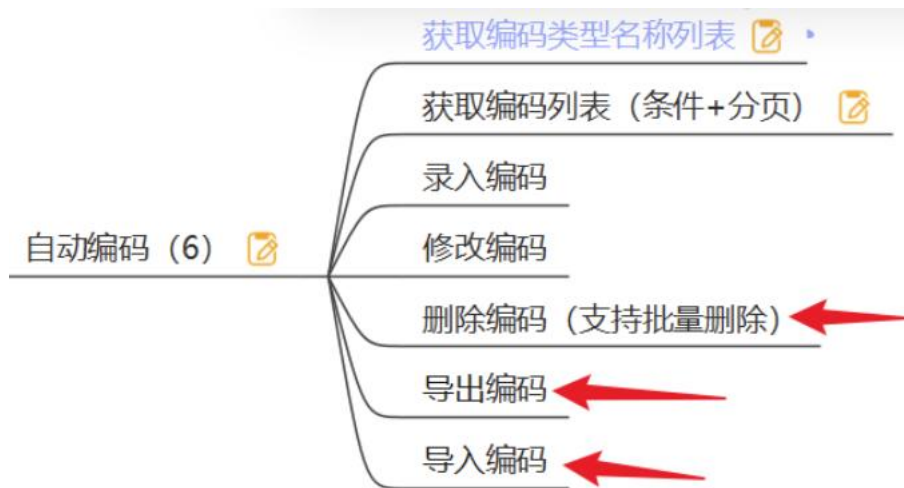 获取编码类型名称列表
获取编码列表（条件+分页）
录入编码
修改编码
自动编码（6）
删除编码（支持批量删除）
导出编码
导入编码